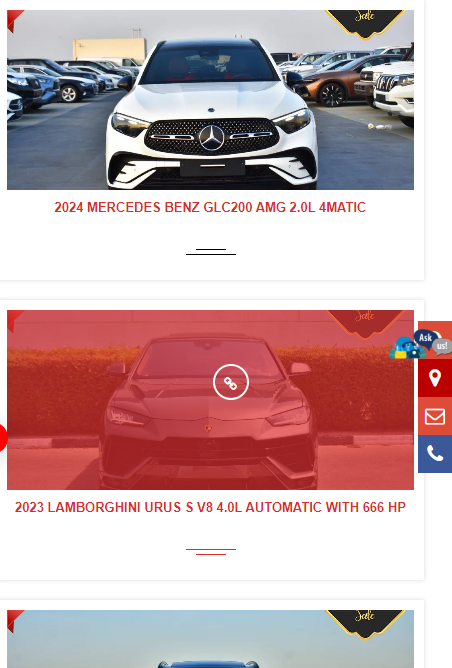 Sale
2024 MERCEDES BENZ GLC200 AMG 2.0L 4MATIC
Sale
2023 LAMBORGHINI URUS S V8 4.0L AUTOMATIC WITH 666 HP
Ask
us!
Sale